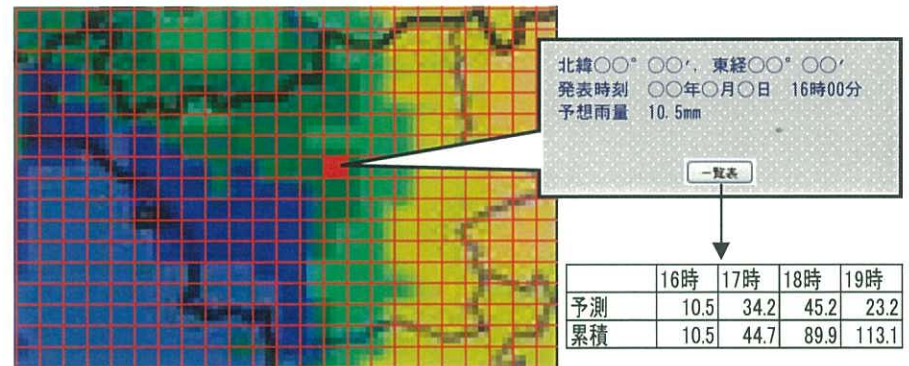 北緯○○°○○′，東経○○°○○′
発表時刻　○○年○月○日　16時00分
予想雨量　10.5mm
一覧表
16時 17時 18時 19時
予測 10.5 34.2 45.2 23.2
累積 10.5 44.7 89.9 113.1